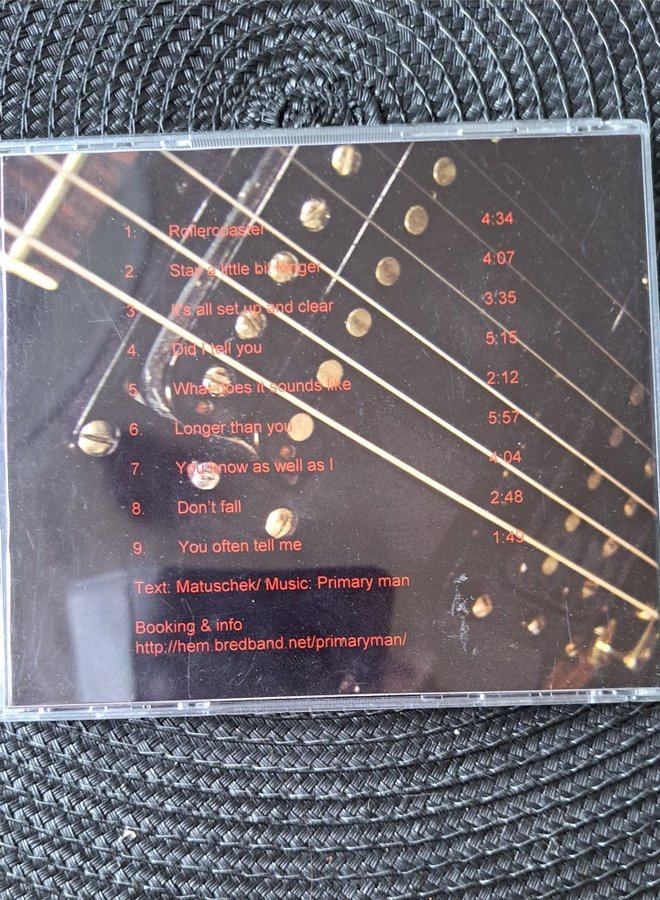 1. Rollercoaster 4:34
2. Stay a little bit longer 4:07
3. It's all set up and clear 3:35
4. Did I tell you 5:15
5. What does it sounds like 2:12
6. Longer than you 5:57
7. You know as well as I 4:04
8. Don't fall 2:48
9. You often tell me 1:49
Text: Matuschek/ Music: Primary man
Booking & info
http://hem.bredband.net/primaryman/